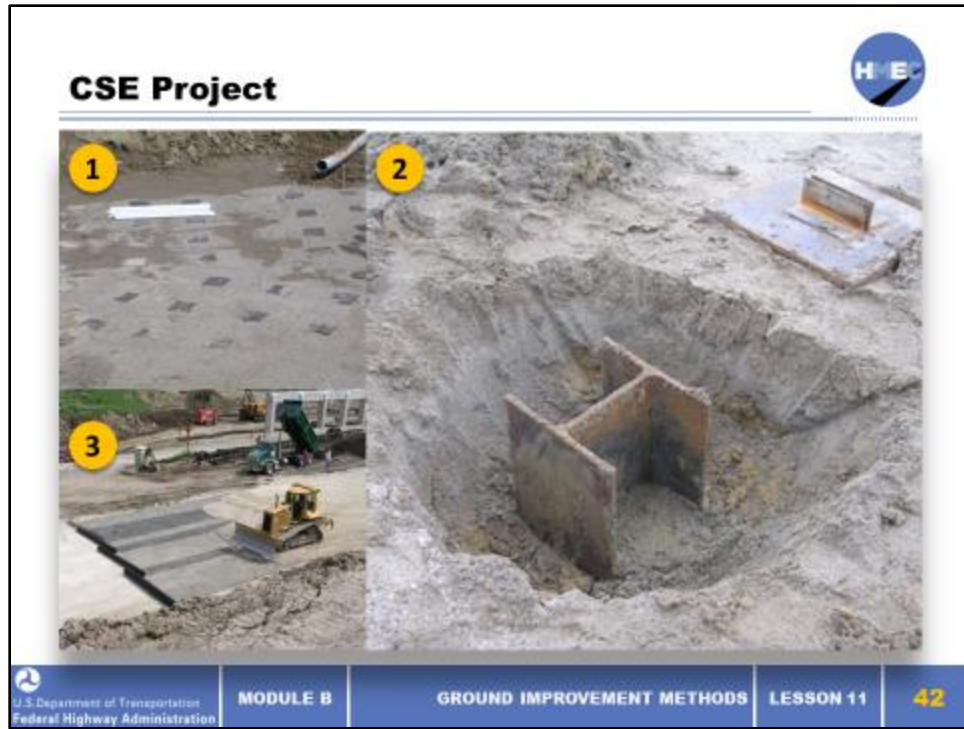 CSE Project
HMEC
1
2
3
U.S.Department of Transportation
Federal Highway Administration
MODULE B
GROUND IMPROVEMENT METHODS
LESSON 11
42